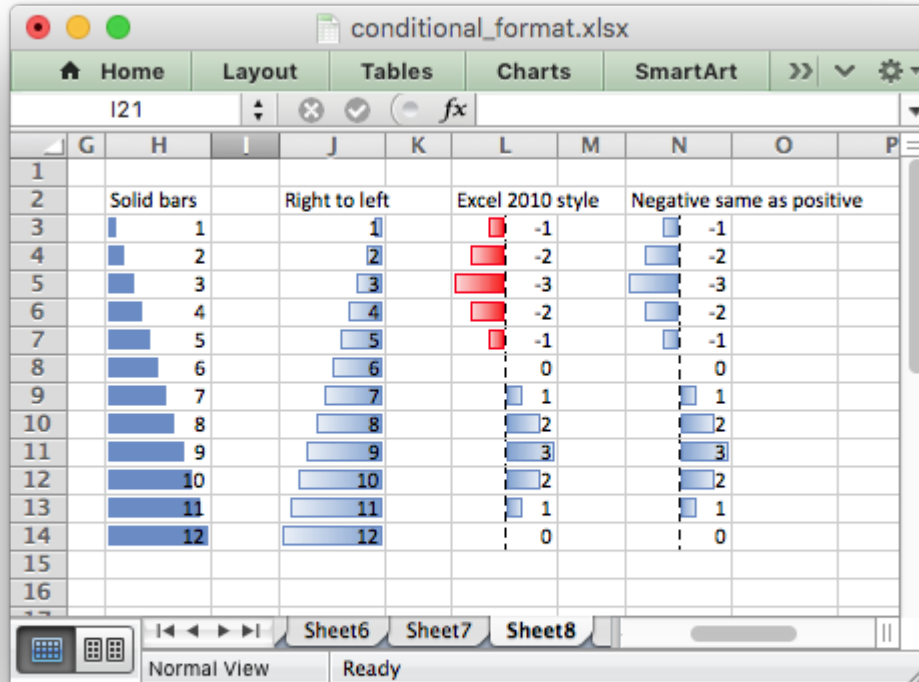 conditional_format.xlsx
Home Layout Tables Charts SmartArt
I21 fx
G H I J K L M N O P
1
2 Solid bars Right to left Excel 2010 style Negative same as positive
3 1 1 -1 -1
4 2 2 -2 -2
5 3 3 -3 -3
6 4 4 -2 -2
7 5 5 -1 -1
8 6 6 0 0
9 7 7 1 1
10 8 8 2 2
11 9 9 3 3
12 10 10 2 2
13 11 11 1 1
14 12 12 0 0
15
16
17
Sheet6 Sheet7 Sheet8
Normal View Ready